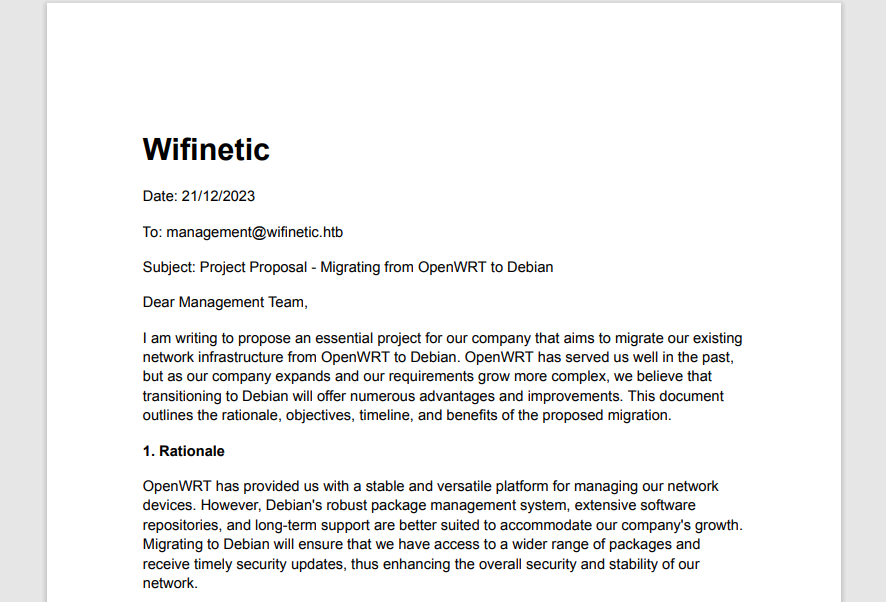 Wifinetic
Date: 21/12/2023
To: management@wifinetic.htb
Subject: Project Proposal - Migrating from OpenWRT to Debian
Dear Management Team,
I am writing to propose an essential project for our company that aims to migrate our existing
network infrastructure from OpenWRT to Debian. OpenWRT has served us well in the past,
but as our company expands and our requirements grow more complex, we believe that
transitioning to Debian will offer numerous advantages and improvements. This document
outlines the rationale, objectives, timeline, and benefits of the proposed migration.
1. Rationale
OpenWRT has provided us with a stable and versatile platform for managing our network
devices. However, Debian's robust package management system, extensive software
repositories, and long-term support are better suited to accommodate our company's growth.
Migrating to Debian will ensure that we have access to a wider range of packages and
receive timely security updates, thus enhancing the overall security and stability of our
network.